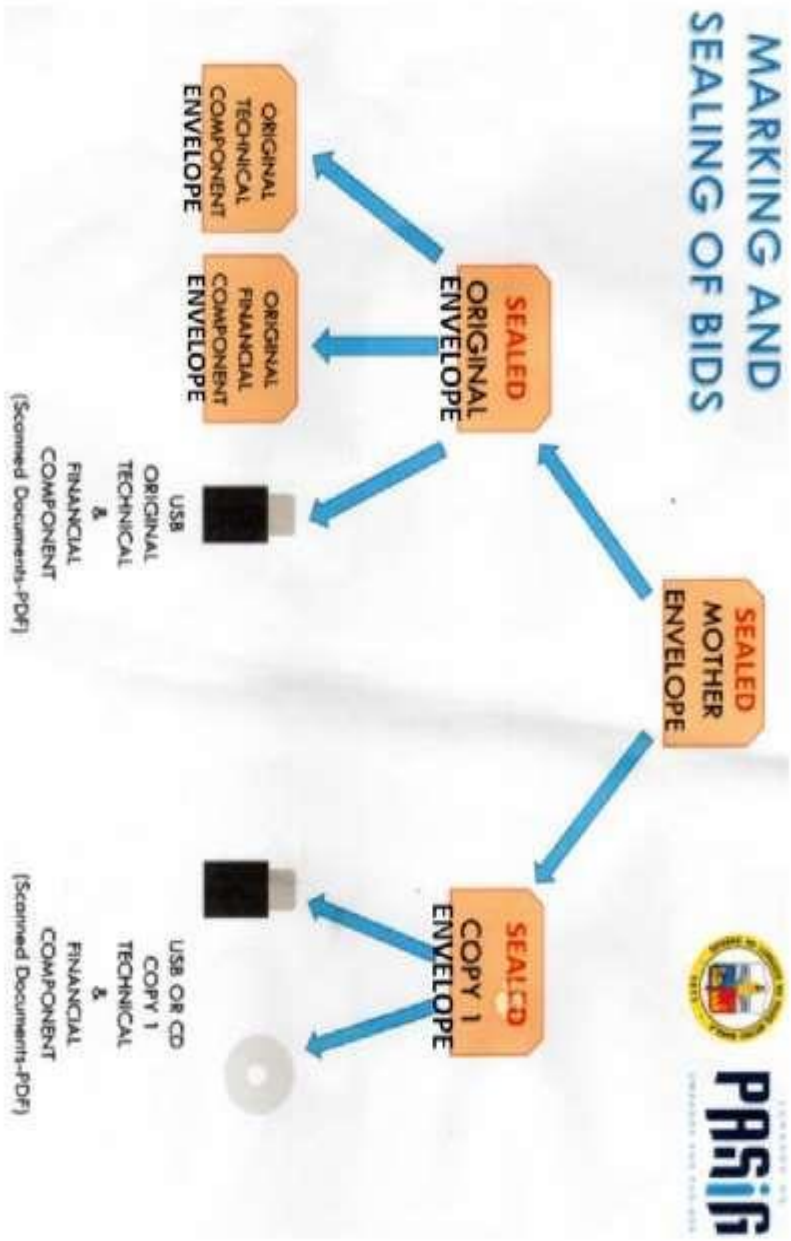 MARKING AND
SEALING OF BIDS
PASIG
SEALED
MOTHER
ENVELOPE
SEALED
ORIGINAL
ENVELOPE
SEALED
COPY 1
ENVELOPE
ORIGINAL
TECHNICAL
COMPONENT
ENVELOPE
ORIGINAL
FINANCIAL
COMPONENT
ENVELOPE
USB
ORIGINAL
TECHNICAL
&
FINANCIAL
COMPONENT
(Scanned Documents-PDF)
USB OR CD
COPY 1
TECHNICAL
&
FINANCIAL
COMPONENT
(Scanned Documents-PDF)